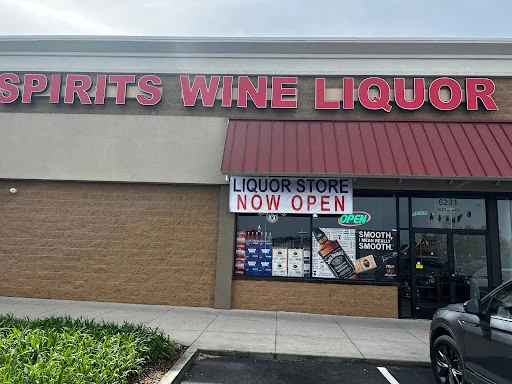 SPIRITS WINE LIQUOR
LIQUOR STORE
NOW OPEN
6231
OPEN
SMOOTH.
I MEAN REALLY
SMOOTH.